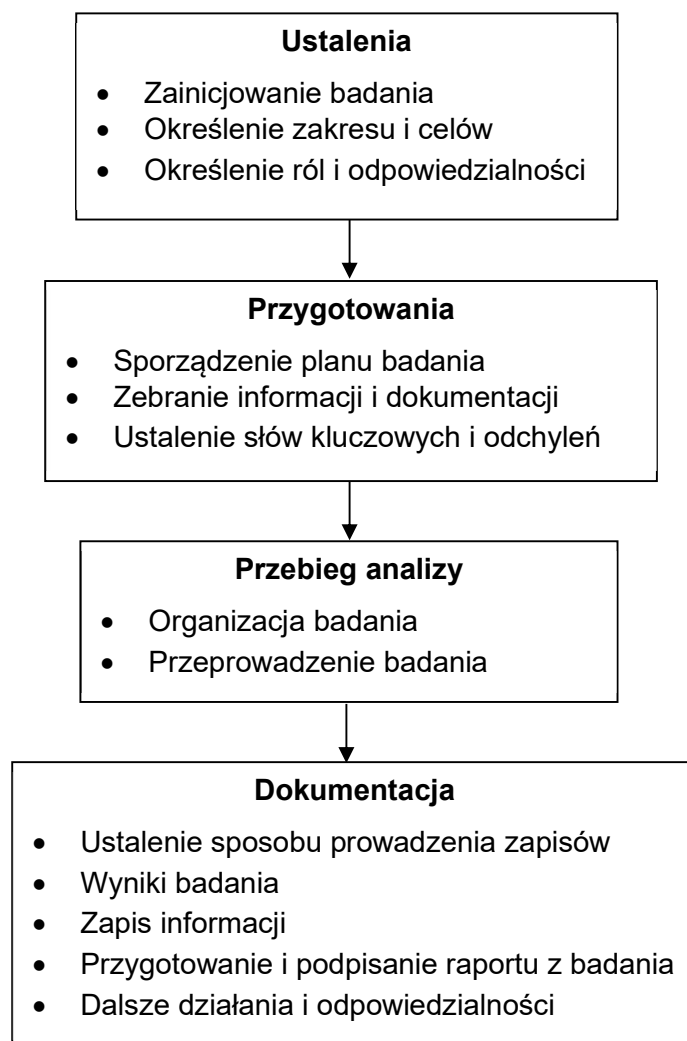 Ustalenia
• Zainicjowanie badania
• Określenie zakresu i celów
• Określenie ról i odpowiedzialności
Przygotowania
• Sporządzenie planu badania
• Zebranie informacji i dokumentacji
• Ustalenie słów kluczowych i odchyleń
Przebieg analizy
• Organizacja badania
• Przeprowadzenie badania
Dokumentacja
• Ustalenie sposobu prowadzenia zapisów
• Wyniki badania
• Zapis informacji
• Przygotowanie i podpisanie raportu z badania
• Dalsze działania i odpowiedzialności